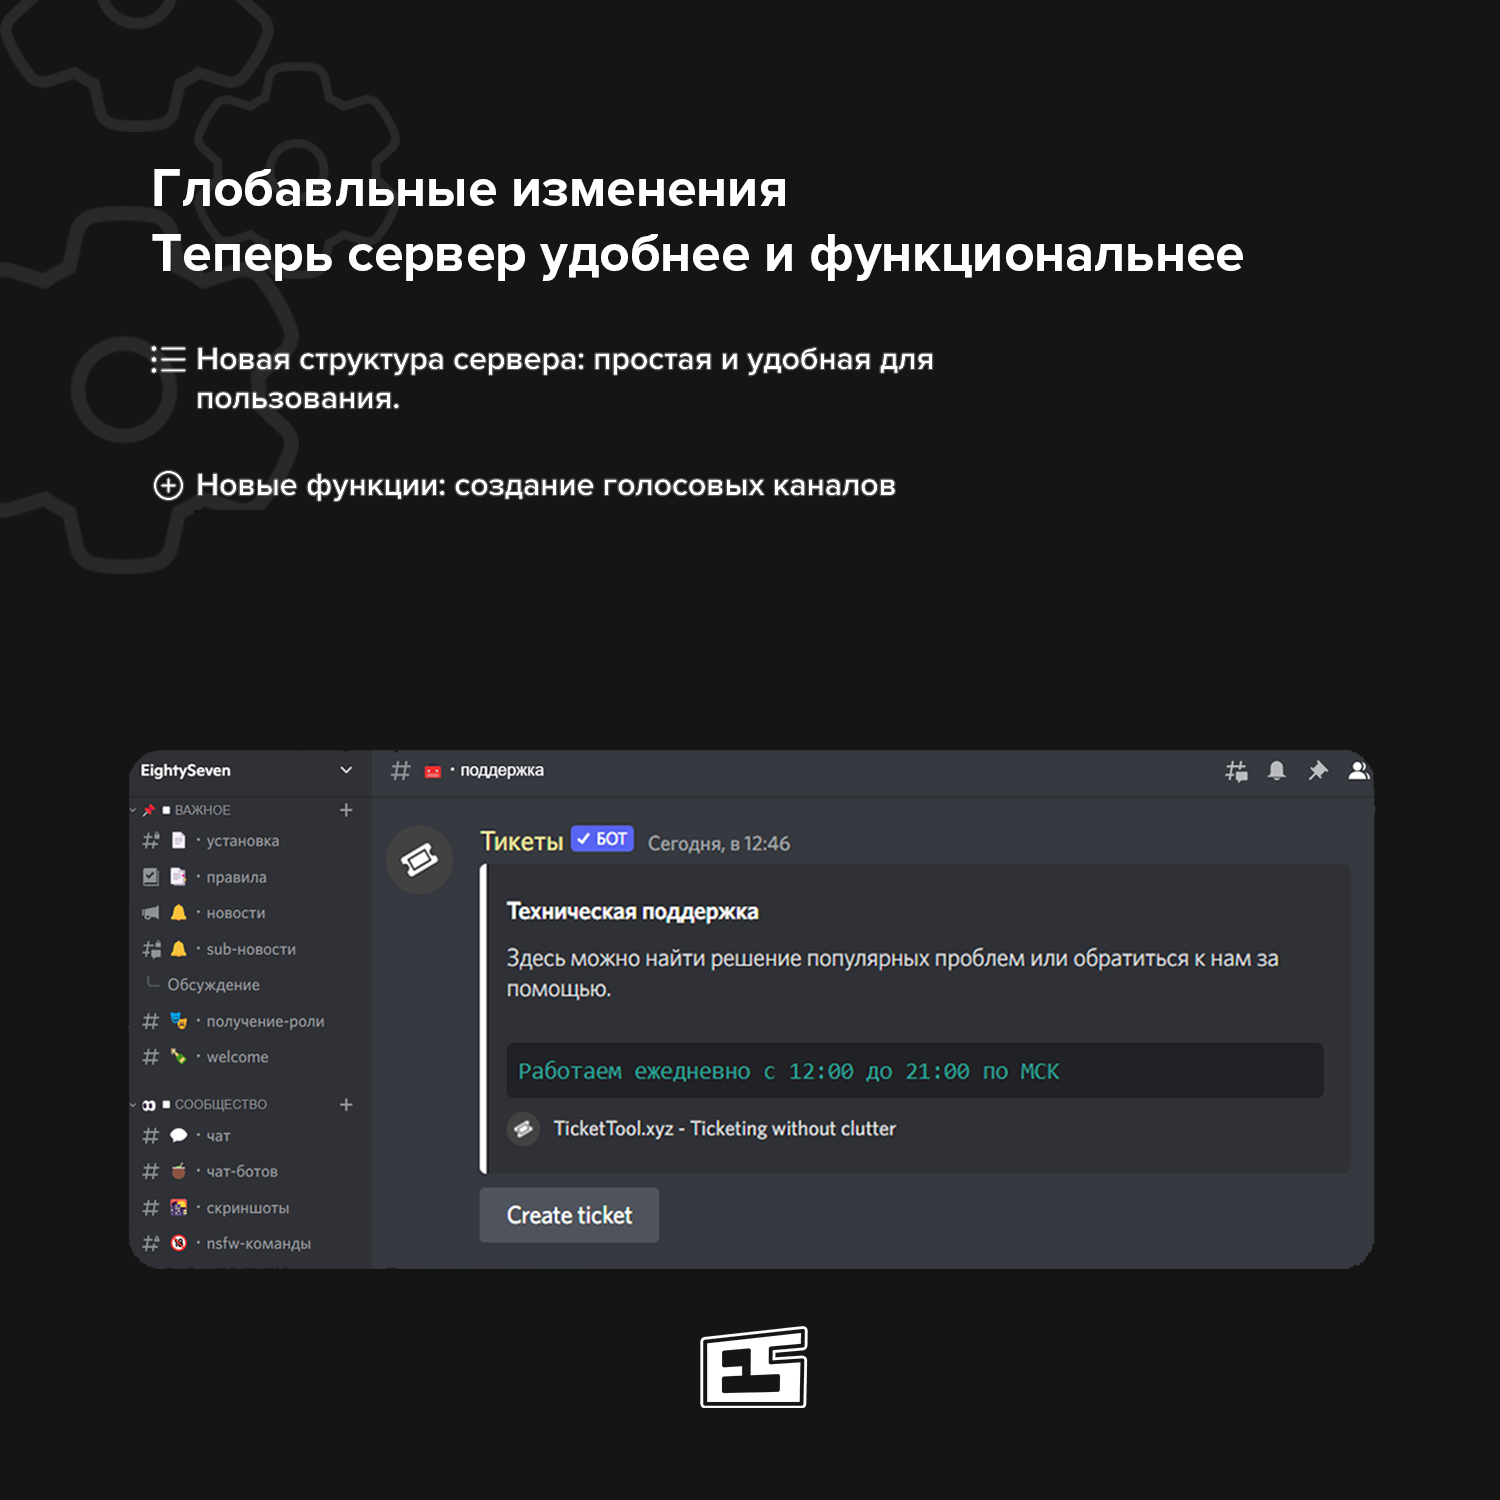 Глобавльные изменения
Теперь сервер удобнее и функциональнее
Новая структура сервера: простая и удобная для
пользования.
Новые функции: создание голосовых каналов
EightySeven
ВАЖНОЕ
установка
правила
новости
sub-новости
Обсуждение
получение-роли
welcome
СООБЩЕСТВО
чат
чат-ботов
скриншоты
nsfw-команды
# · поддержка
Тикеты БОТ Сегодня, в 12:46
Техническая поддержка
Здесь можно найти решение популярных проблем или обратиться к нам за
помощью.
Работаем ежедневно с 12:00 до 21:00 по МСК
TicketTool.xyz - Ticketing without clutter
Create ticket
ES